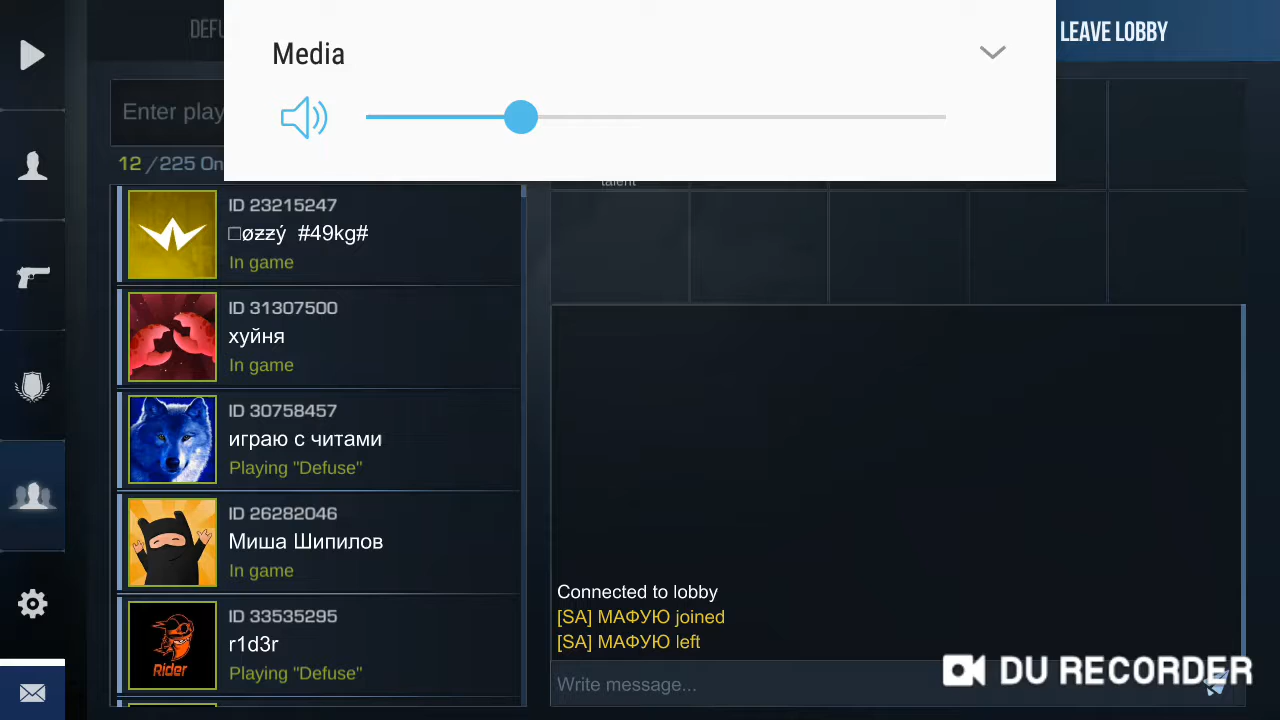 DEFU
Media
LEAVE LOBBY
Enter play
12 /225 On
talent
ID 23215247
□øƶƶý #49kg#
In game
ID 31307500
хуйня
In game
ID 30758457
играю с читами
Playing "Defuse"
ID 26282046
Миша Шипилов
In game
ID 33535295
r1d3r
Playing "Defuse"
Rider
Connected to lobby
[SA] МАФУЮ joined
[SA] МАФУЮ left
Write message...
DU RECORDER